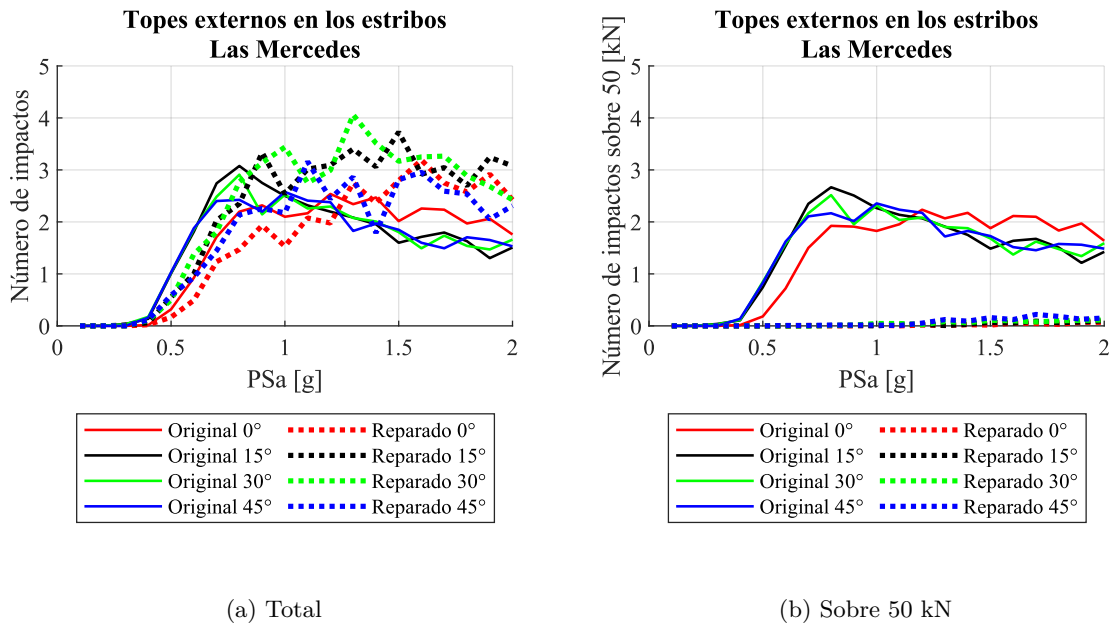 Topes externos en los estribos
Las Mercedes
Número de impactos
5
4
3
2
1
0
0
0.5
1
1.5
2
PSa [g]
Original 0°
Reparado 0°
Original 15°
Reparado 15°
Original 30°
Reparado 30°
Original 45°
Reparado 45°
(a) Total
Topes externos en los estribos
Las Mercedes
Número de impactos sobre 50 [kN]
5
4
3
2
1
0
0
0.5
1
1.5
2
PSa [g]
Original 0°
Reparado 0°
Original 15°
Reparado 15°
Original 30°
Reparado 30°
Original 45°
Reparado 45°
(b) Sobre 50 kN